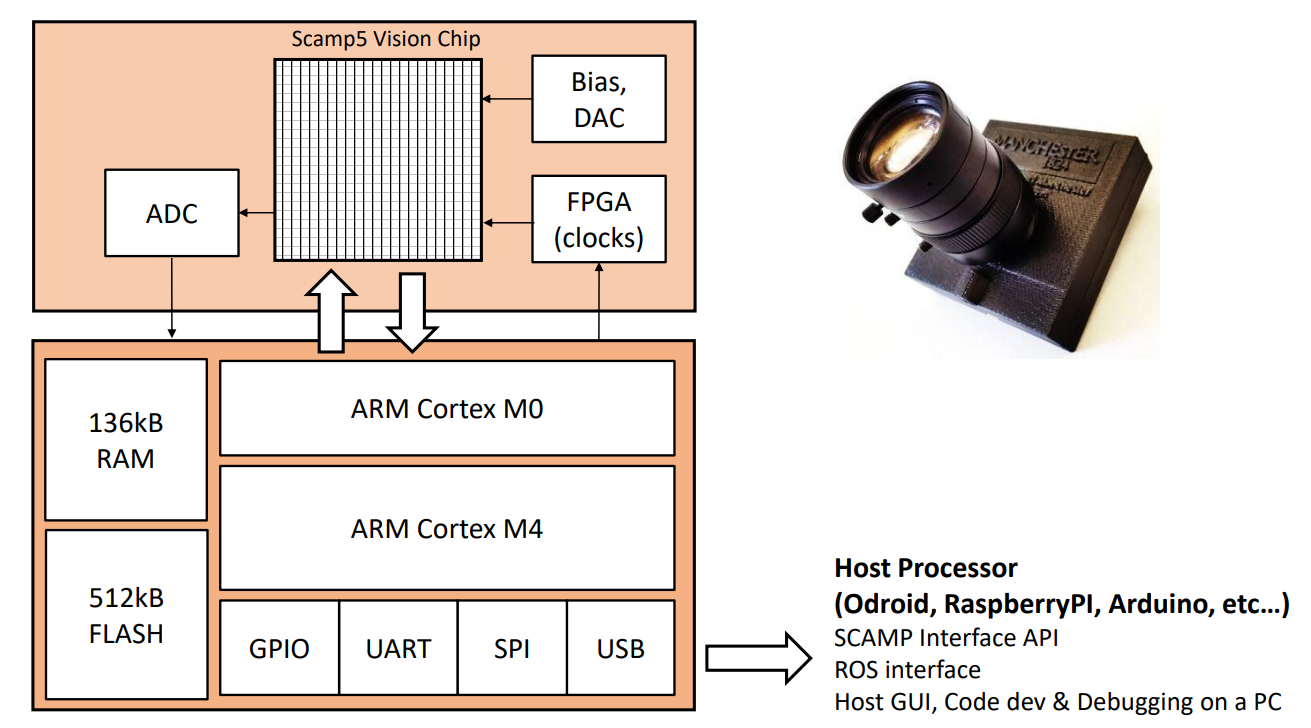 Scamp5 Vision Chip
Bias,
DAC
ADC
FPGA
(clocks)
MANCHESTER
136kB
RAM
ARM Cortex M0
ARM Cortex M4
512kB
FLASH
GPIO
UART
SPI
USB
Host Processor
(Odroid, RaspberryPI, Arduino, etc…)
SCAMP Interface API
ROS interface
Host GUI, Code dev & Debugging on a PC